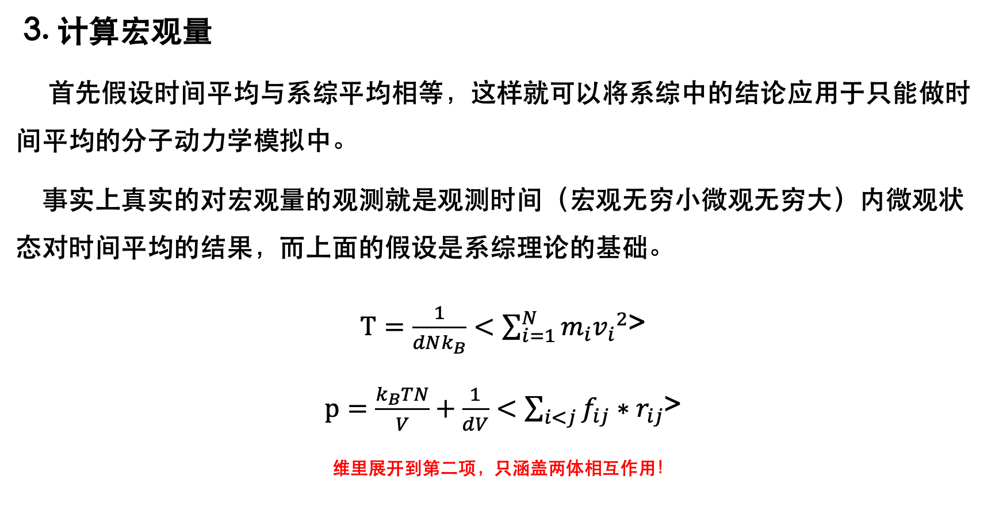 3. 计算宏观量
首先假设时间平均与系综平均相等，这样就可以将系综中的结论应用于只能做时
间平均的分子动力学模拟中。
事实上真实的对宏观量的观测就是观测时间（宏观无穷小微观无穷大）内微观状
态对时间平均的结果，而上面的假设是系综理论的基础。
T = \frac{1}{dNk_B} < \sum_{i=1}^{N} m_i {v_i}^2 >
p = \frac{k_B TN}{V} + \frac{1}{dV} < \sum_{i<j} f_{ij} * r_{ij} >
维里展开到第二项，只涵盖两体相互作用！